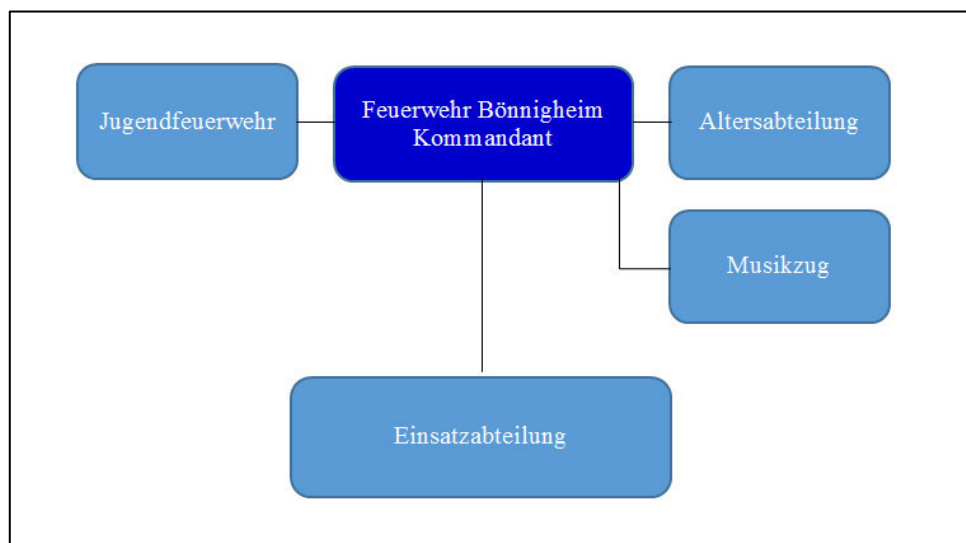 Jugendfeuerwehr
Feuerwehr Bönnigheim
Kommandant
Altersabteilung
Musikzug
Einsatzabteilung